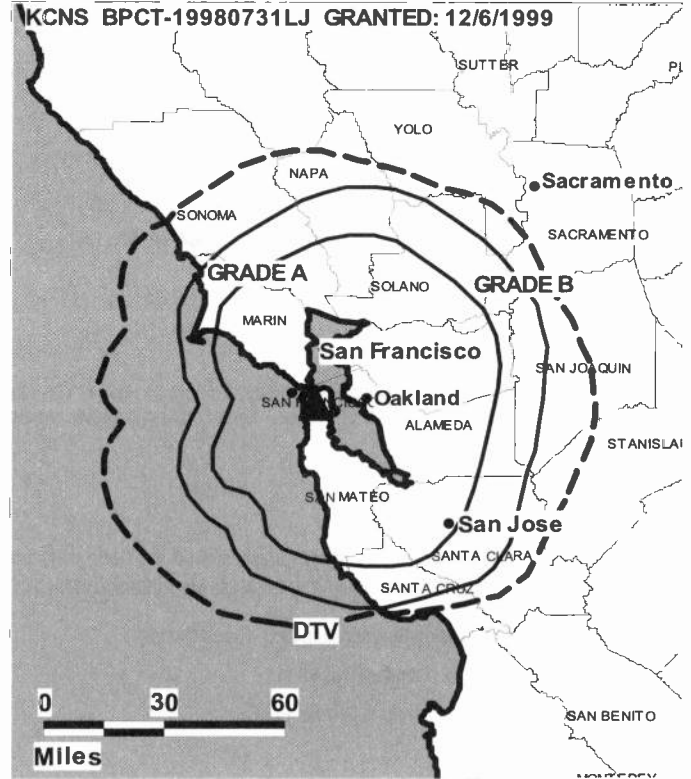 KCNS BPCT-19980731LJ GRANTED: 12/6/1999
SUTTER
YOLO
NAPA
Sacramento
SONOMA
SACRAMENTO
GRADE A
GRADE B
SOLANO
MARIN
San Francisco
SAN JOAQUIN
Oakland
ALAMEDA
STANISLAU
SAN MATEO
San Jose
SANTA CLARA
SANTA CRUZ
DTV
0 30 60
Miles
SAN BENITO
MONTEREY